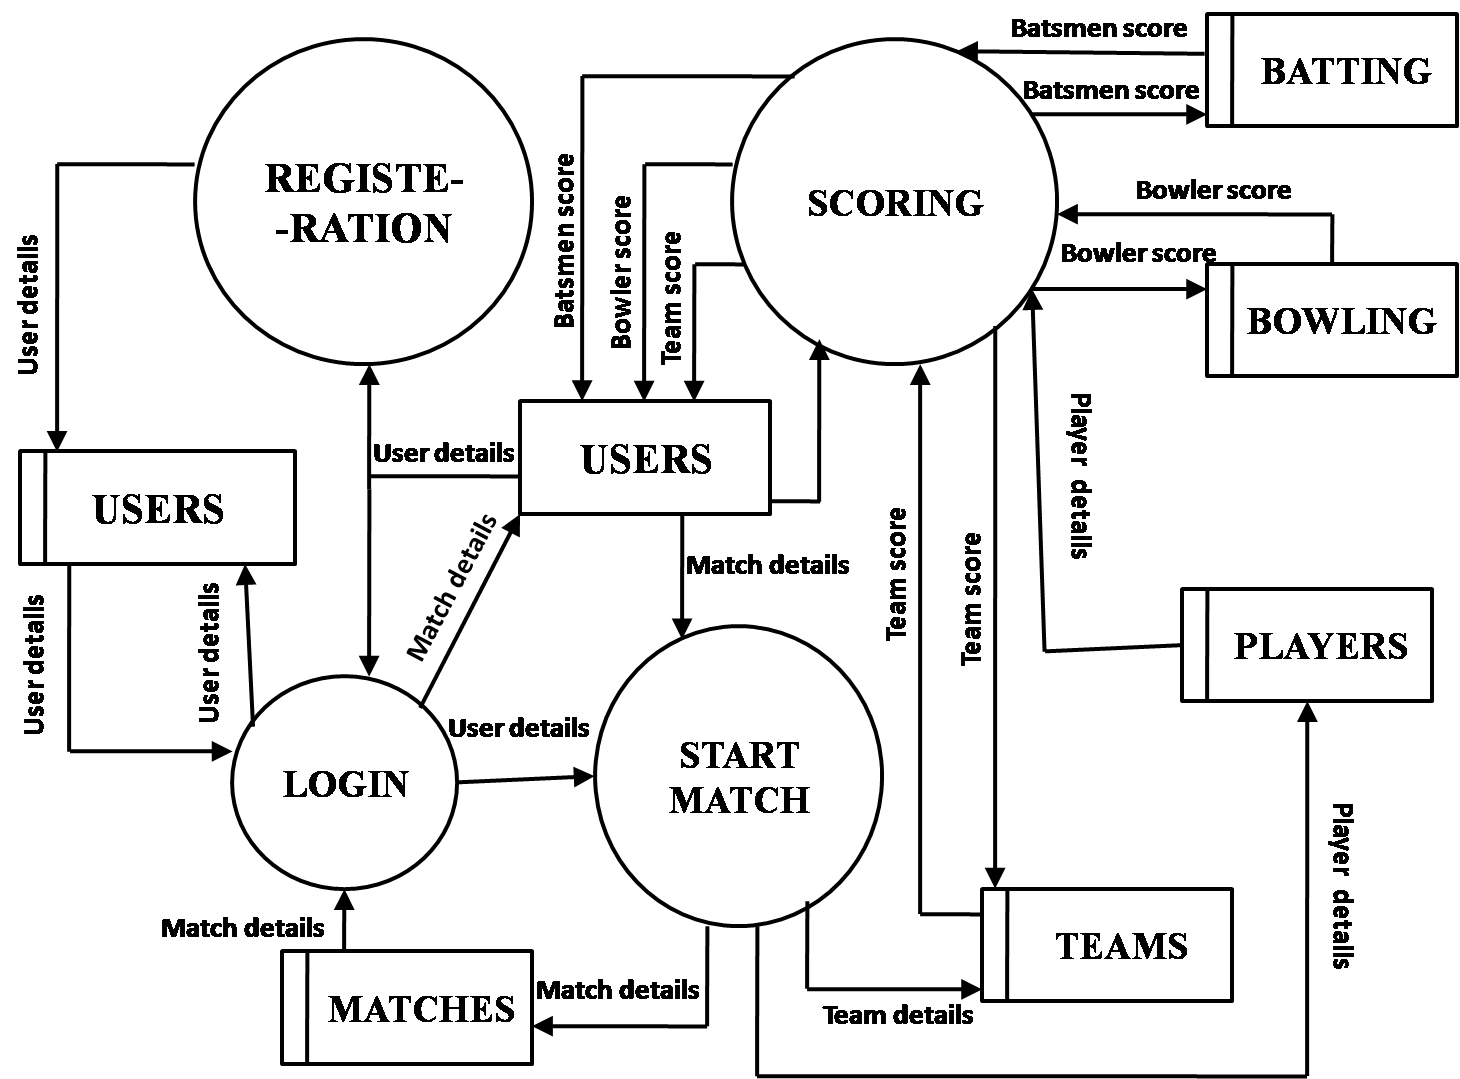 Batsmen score
BATTING
Batsmen score
REGISTE-
-RATION
SCORING
Bowler score
Bowler score
BOWLING
User details
Batsmen score
Bowler score
Team score
User details
USERS
USERS
Player details
Match details
Match details
Team score
Team score
User details
User details
PLAYERS
User details
START
MATCH
LOGIN
Player details
Match details
TEAMS
MATCHES
Match details
Team details